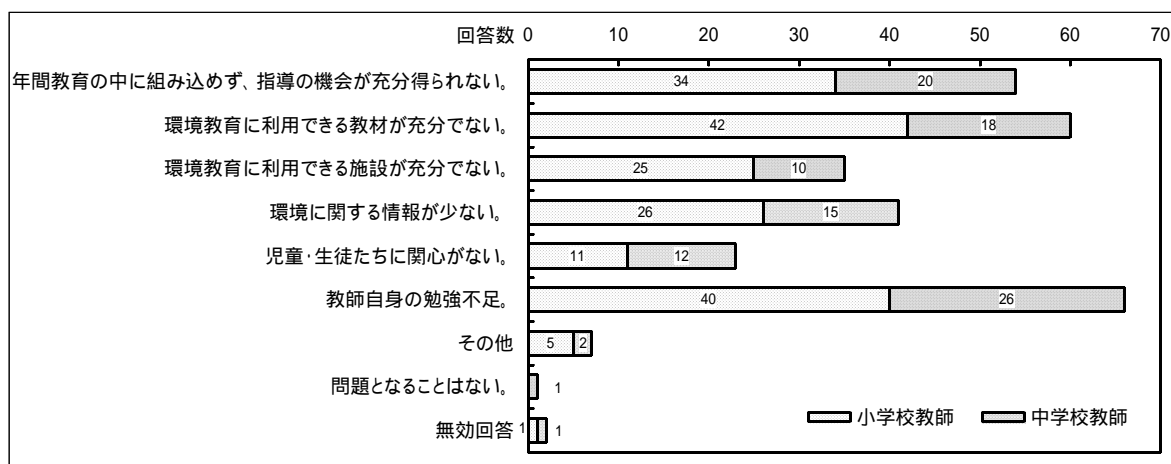 回答数 0 10 20 30 40 50 60 70
年間教育の中に組み込めず、指導の機会が充分得られない。 34 20
環境教育に利用できる教材が充分でない。 42 18
環境教育に利用できる施設が充分でない。 25 10
環境に関する情報が少ない。 26 15
児童・生徒たちに関心がない。 11 12
教師自身の勉強不足。 40 26
その他 5 2
問題となることはない。 1
無効回答 1 1
小学校教師 中学校教師